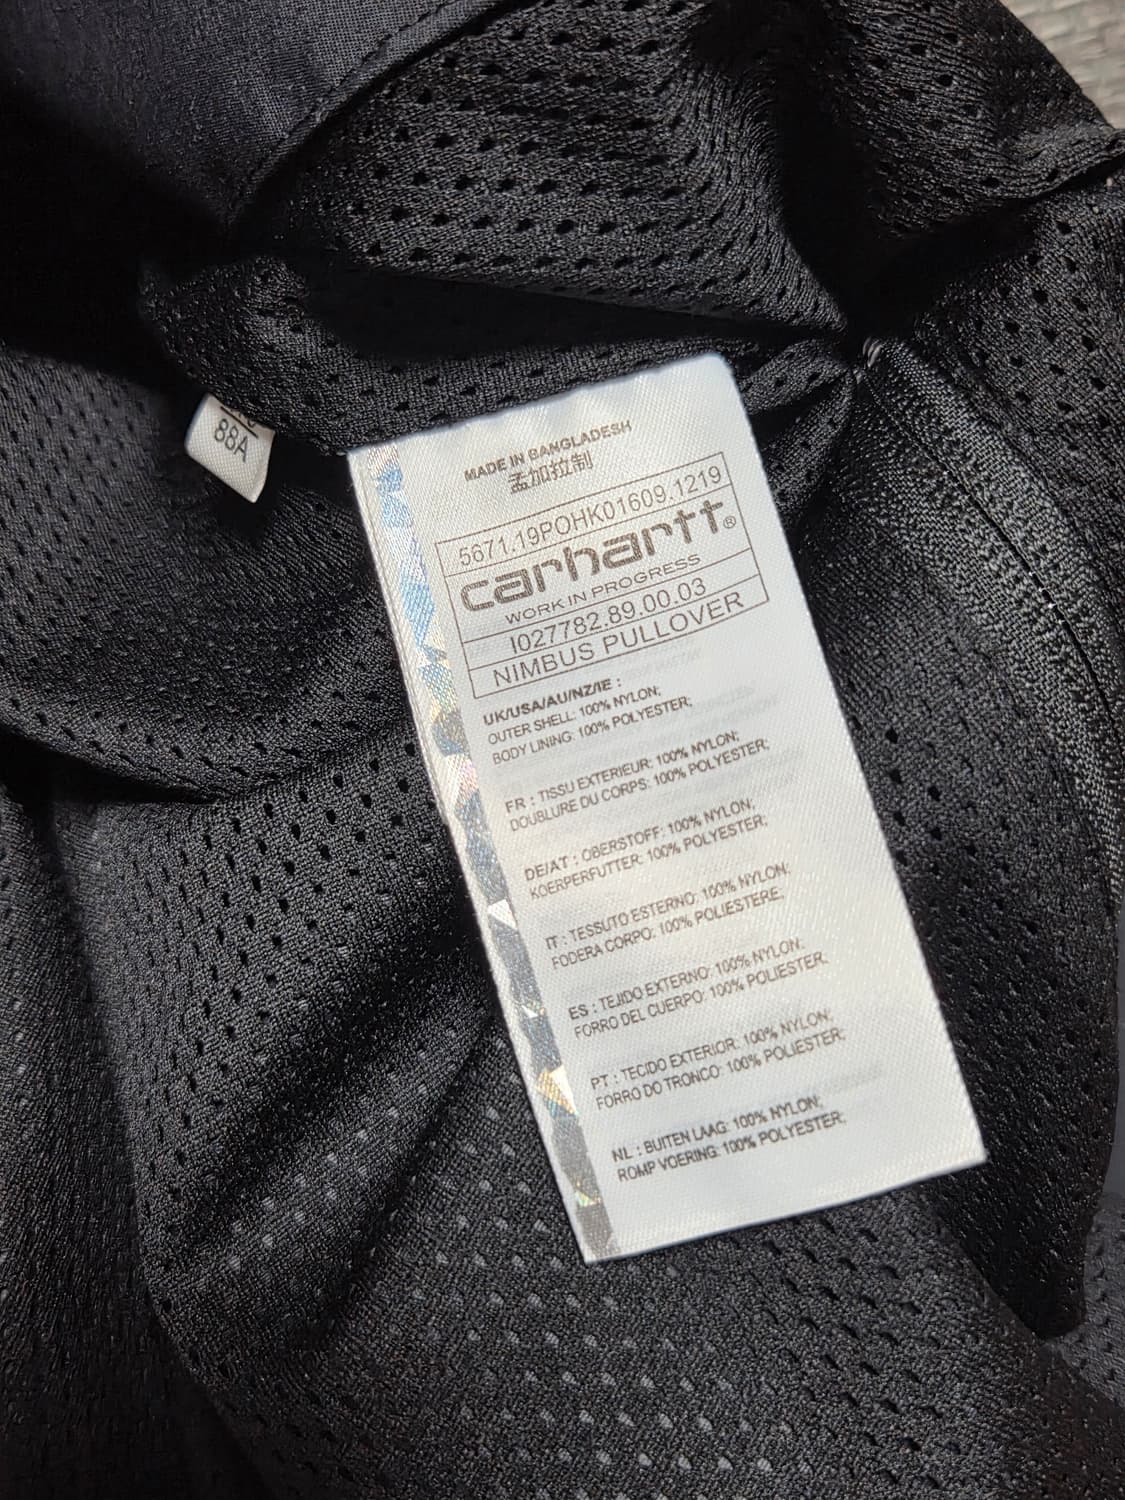 88A
MADE IN BANGLADESH
孟加拉制
5671.19POHK01609.1219
carhartt®
WORK IN PROGRESS
I027782.89.00.03
NIMBUS PULLOVER
UK/USA/AU/NZ/IE :
OUTER SHELL: 100% NYLON;
BODY LINING: 100% POLYESTER;
FR : TISSU EXTERIEUR: 100% NYLON;
DOUBLURE DU CORPS: 100% POLYESTER;
DE/AT : OBERSTOFF: 100% NYLON;
KOERPERFUTTER: 100% POLYESTER;
IT : TESSUTO ESTERNO: 100% NYLON;
FODERA CORPO: 100% POLIESTERE;
ES : TEJIDO EXTERNO: 100% NYLON;
FORRO DEL CUERPO: 100% POLIESTER,
PT : TECIDO EXTERIOR: 100% NYLON;
FORRO DO TRONCO: 100% POLIESTER;
NL : BUITEN LAAG: 100% NYLON;
ROMP VOERING: 100% POLYESTER;